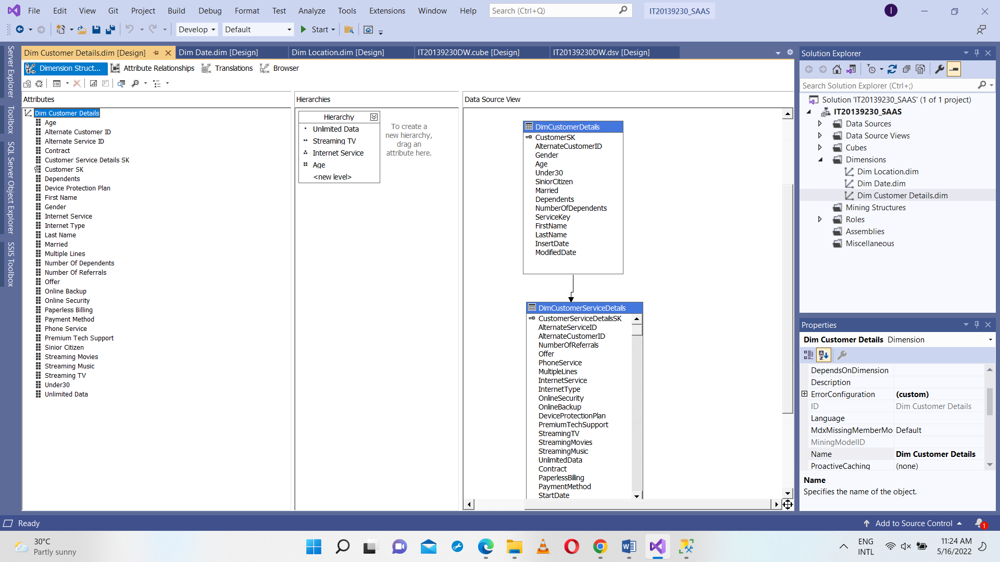 File Edit View Git Project Build Debug Format Test Analyze Tools Extensions Window Help Search (Ctrl+Q) IT20139230_SAAS I
Develop Default Start
Server Explorer
Toolbox
SQL Server Object Explorer
SSIS Toolbox
Dim Customer Details.dim [Design] Dim Date.dim [Design] Dim Location.dim [Design] IT20139230DW.cube [Design] IT20139230DW.dsv [Design]
Dimension Struct... Attribute Relationships Translations Browser
Attributes
Dim Customer Details
Age
Alternate Customer ID
Alternate Service ID
Contract
Customer Service Details SK
Customer SK
Dependents
Device Protection Plan
First Name
Gender
Internet Service
Internet Type
Last Name
Married
Multiple Lines
Number Of Dependents
Number Of Referrals
Offer
Online Backup
Online Security
Paperless Billing
Payment Method
Phone Service
Premium Tech Support
Sinior Citizen
Streaming Movies
Streaming Music
Streaming TV
Under30
Unlimited Data
Hierarchies
Hierarchy
Unlimited Data
Streaming TV
Internet Service
Age
<new level>
To create a
new hierarchy,
drag an
attribute here.
Data Source View
DimCustomerDetails
CustomerSK
AlternateCustomerID
Gender
Age
Under30
SiniorCitizen
Married
Dependents
NumberOfDependents
ServiceKey
FirstName
LastName
InsertDate
ModifiedDate
DimCustomerServiceDetails
CustomerServiceDetailsSK
AlternateServiceID
AlternateCustomerID
NumberOfReferrals
Offer
PhoneService
MultipleLines
InternetService
InternetType
OnlineSecurity
OnlineBackup
DeviceProtectionPlan
PremiumTechSupport
StreamingTV
StreamingMovies
StreamingMusic
UnlimitedData
Contract
PaperlessBilling
PaymentMethod
StartDate
Solution Explorer
Search Solution Explorer (Ctrl+;)
Solution 'IT20139230_SAAS' (1 of 1 project)
IT20139230_SAAS
Data Sources
Data Source Views
Cubes
Dimensions
Dim Location.dim
Dim Date.dim
Dim Customer Details.dim
Mining Structures
Roles
Assemblies
Miscellaneous
Properties
Dim Customer Details Dimension
DependsOnDimension
Description
ErrorConfiguration (custom)
ID Dim Customer Details
Language
MdxMissingMemberMo Default
MiningModelID
Name Dim Customer Details
ProactiveCaching (none)
Name
Specifies the name of the object.
Ready Add to Source Control 1
30°C
Partly sunny
ENG
INTL
11:24 AM
5/16/2022